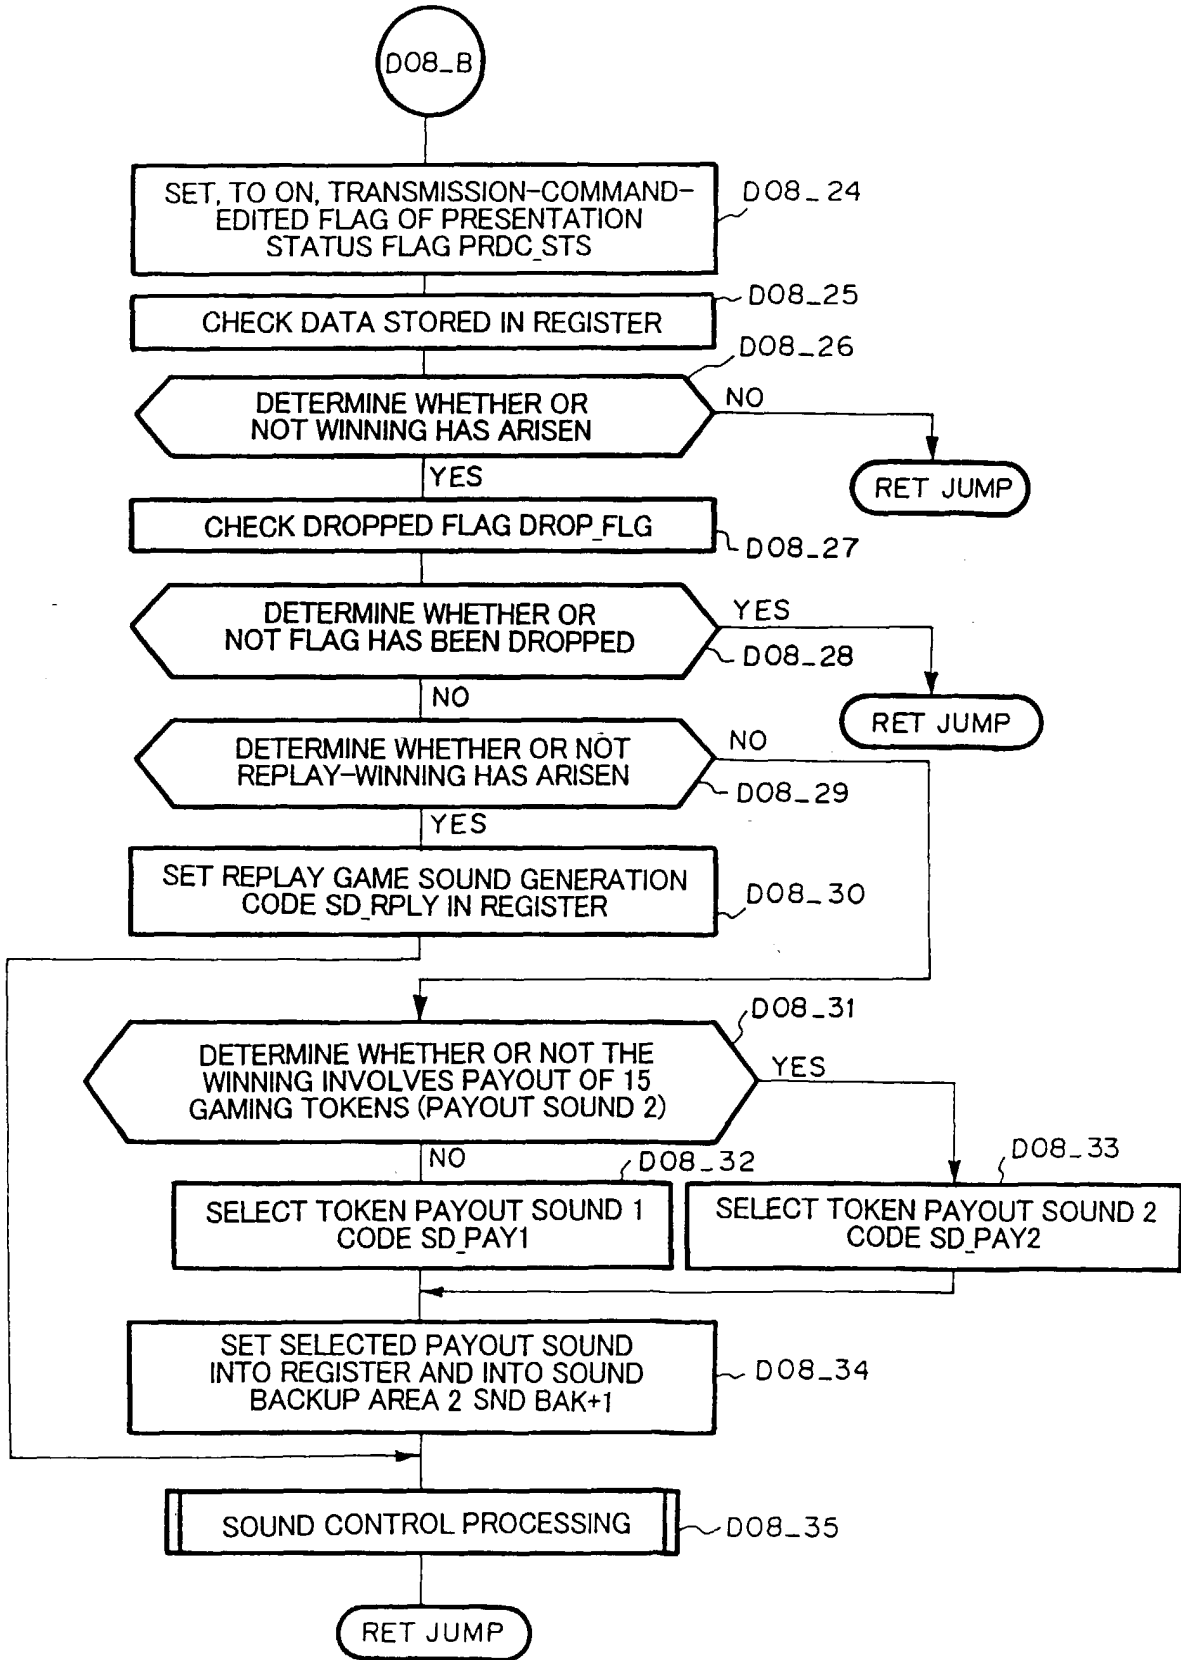 D08_B
SET, TO ON, TRANSMISSION-COMMAND-
EDITED FLAG OF PRESENTATION
STATUS FLAG PRDC_STS
D08_24
D08_25
CHECK DATA STORED IN REGISTER
D08_26
DETERMINE WHETHER OR
NOT WINNING HAS ARISEN
NO
YES
RET JUMP
CHECK DROPPED FLAG DROP_FLG
D08_27
DETERMINE WHETHER OR
NOT FLAG HAS BEEN DROPPED
YES
D08_28
NO
RET JUMP
DETERMINE WHETHER OR NOT
REPLAY-WINNING HAS ARISEN
NO
D08_29
YES
SET REPLAY GAME SOUND GENERATION
CODE SD_RPLY IN REGISTER
D08_30
D08_31
DETERMINE WHETHER OR NOT THE
WINNING INVOLVES PAYOUT OF 15
GAMING TOKENS (PAYOUT SOUND 2)
YES
NO
D08_32
D08_33
SELECT TOKEN PAYOUT SOUND 1
CODE SD_PAY1
SELECT TOKEN PAYOUT SOUND 2
CODE SD_PAY2
SET SELECTED PAYOUT SOUND
INTO REGISTER AND INTO SOUND
BACKUP AREA 2 SND BAK+1
D08_34
SOUND CONTROL PROCESSING
D08_35
RET JUMP